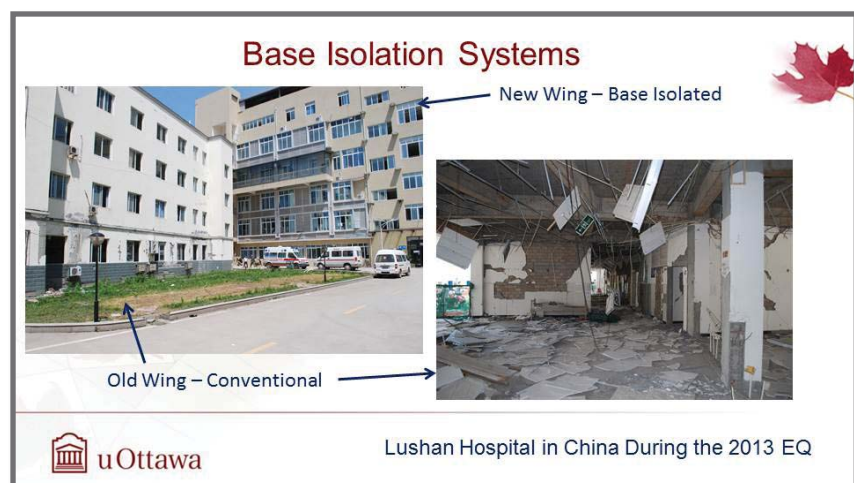 Base Isolation Systems
New Wing – Base Isolated
Old Wing – Conventional
uOttawa
Lushan Hospital in China During the 2013 EQ